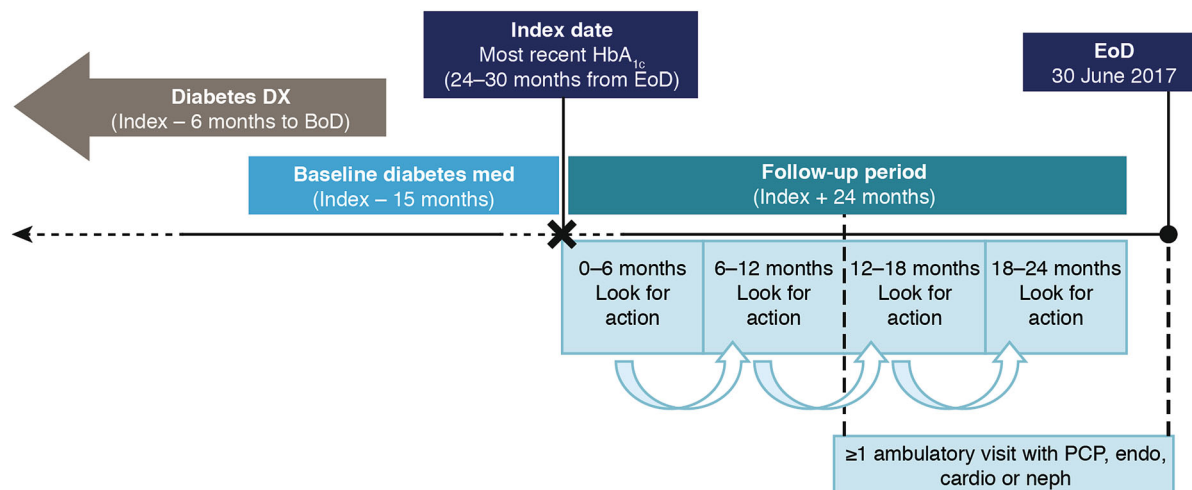 Index date
Most recent HbA1c
(24–30 months from EoD)
EoD
30 June 2017
Diabetes DX
(Index – 6 months to BoD)
Baseline diabetes med
(Index – 15 months)
Follow-up period
(Index + 24 months)
0–6 months
Look for
action
6–12 months
Look for
action
12–18 months
Look for
action
18–24 months
Look for
action
≥1 ambulatory visit with PCP, endo,
cardio or neph